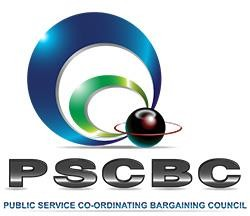 PSCBC
PUBLIC SERVICE CO-ORDINATING BARGAINING COUNCIL